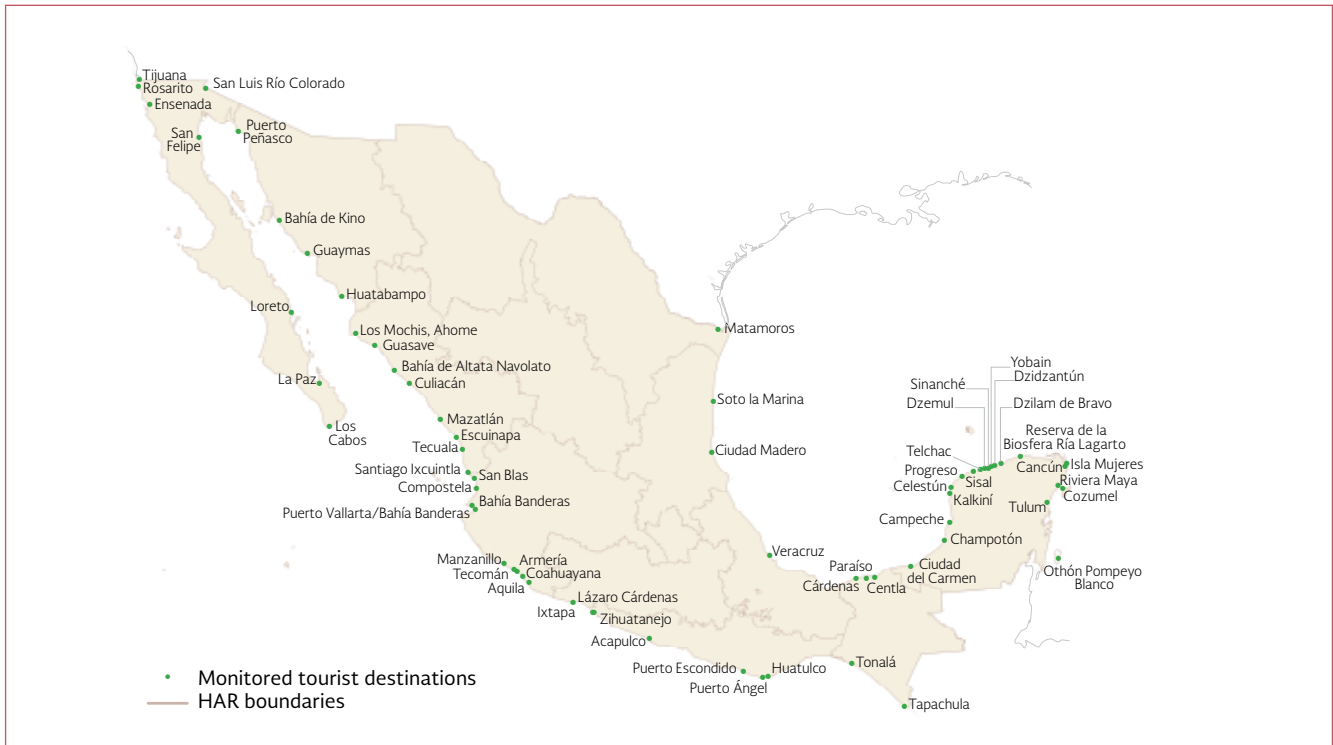 Tijuana
Rosarito
San Luis Río Colorado
Ensenada
Puerto
Peñasco
San
Felipe
Bahía de Kino
Guaymas
Huatabampo
Loreto
Los Mochis, Ahome
Guasave
Bahía de Altata Navolato
La Paz
Culiacán
Mazatlán
Los
Cabos
Escuinapa
Tecuala
Santiago Ixcuintla
San Blas
Compostela
Bahía Banderas
Puerto Vallarta/Bahía Banderas
Manzanillo
Armería
Tecomán
Coahuayana
Aquila
Lázaro Cárdenas
Ixtapa
Zihuatanejo
Acapulco
Puerto Escondido
Huatulco
Puerto Ángel
Tonalá
Tapachula
Matamoros
Soto la Marina
Ciudad Madero
Veracruz
Paraíso
Cárdenas
Centla
Ciudad
del Carmen
Champotón
Campeche
Kalkiní
Celestún
Progreso
Sisal
Telchac
Dzemul
Sinanché
Yobain
Dzidzantún
Dzilam de Bravo
Reserva de la
Biosfera Ría Lagarto
Cancún
Isla Mujeres
Riviera Maya
Cozumel
Tulum
Othón Pompeyo
Blanco
Monitored tourist destinations
HAR boundaries